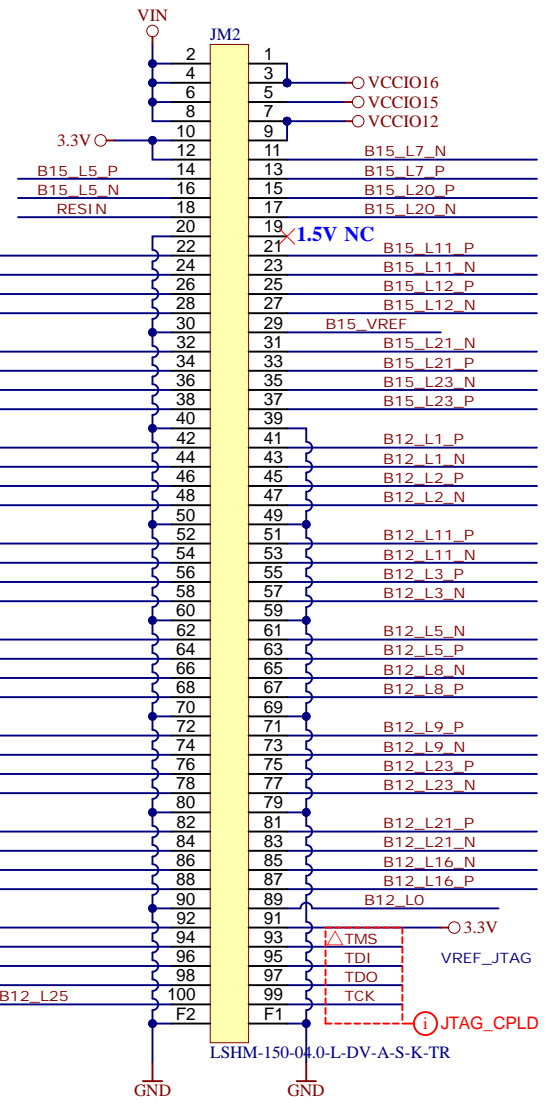 VIN
JM2
2 1
4 3 VCCIO16
6 5 VCCIO15
8 7 VCCIO12
3.3V 10 9
12 11 B15_L7_N
B15_L5_P 14 13 B15_L7_P
B15_L5_N 16 15 B15_L20_P
RESIN 18 17 B15_L20_N
20 19 1.5V NC
22 21 B15_L11_P
24 23 B15_L11_N
26 25 B15_L12_P
28 27 B15_L12_N
30 29 B15_VREF
32 31 B15_L21_N
34 33 B15_L21_P
36 35 B15_L23_N
38 37 B15_L23_P
40 39
42 41 B12_L1_P
44 43 B12_L1_N
46 45 B12_L2_P
48 47 B12_L2_N
50 49
52 51 B12_L11_P
54 53 B12_L11_N
56 55 B12_L3_P
58 57 B12_L3_N
60 59
62 61 B12_L5_N
64 63 B12_L5_P
66 65 B12_L8_N
68 67 B12_L8_P
70 69
72 71 B12_L9_P
74 73 B12_L9_N
76 75 B12_L23_P
78 77 B12_L23_N
80 79
82 81 B12_L21_P
84 83 B12_L21_N
86 85 B12_L16_N
88 87 B12_L16_P
90 89 B12_L0
92 91 3.3V
94 93 TMS
96 95 TDI VREF_JTAG
98 97 TDO
B12_L25 100 99 TCK
F2 F1 i JTAG_CPLD
LSHM-150-04.0-L-DV-A-S-K-TR
GND GND